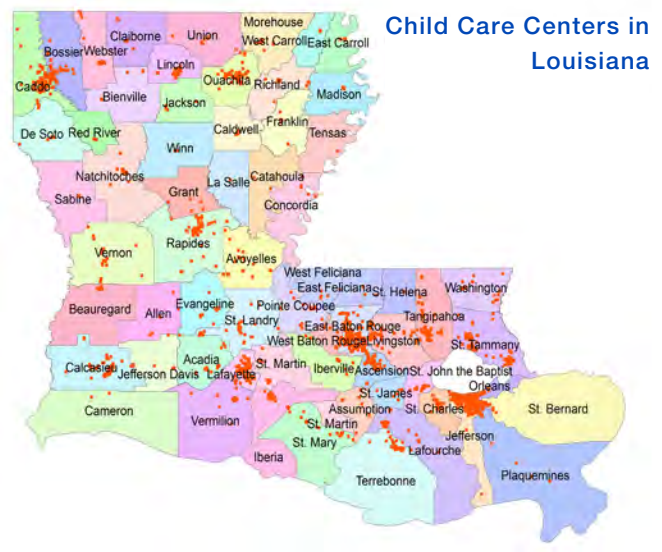 Child Care Centers in
Louisiana
Morehouse
Claiborne
Union
West Carroll
East Carroll
Bossier
Webster
Lincoln
Ouachita
Richland
Caddo
Madison
Bienville
Jackson
Franklin
Caldwell
De Soto
Red River
Tensas
Winn
Natchitoches
La Salle
Catahoula
Grant
Sabine
Concordia
Rapides
Vernon
Avoyelles
West Feliciana
East Feliciana
St. Helena
Washington
Evangeline
Pointe Coupee
Beauregard
Allen
Tangipahoa
St. Landry
East Baton Rouge
West Baton Rouge
Livingston
St. Tammany
Acadia
St. Martin
Calcasieu
Jefferson Davis
Lafayette
Iberville
Ascension
St. John the Baptist
Orleans
St. James
Cameron
Vermilion
Assumption
St. Charles
St. Bernard
St. Martin
Jefferson
St. Mary
Lafourche
Iberia
Plaquemines
Terrebonne